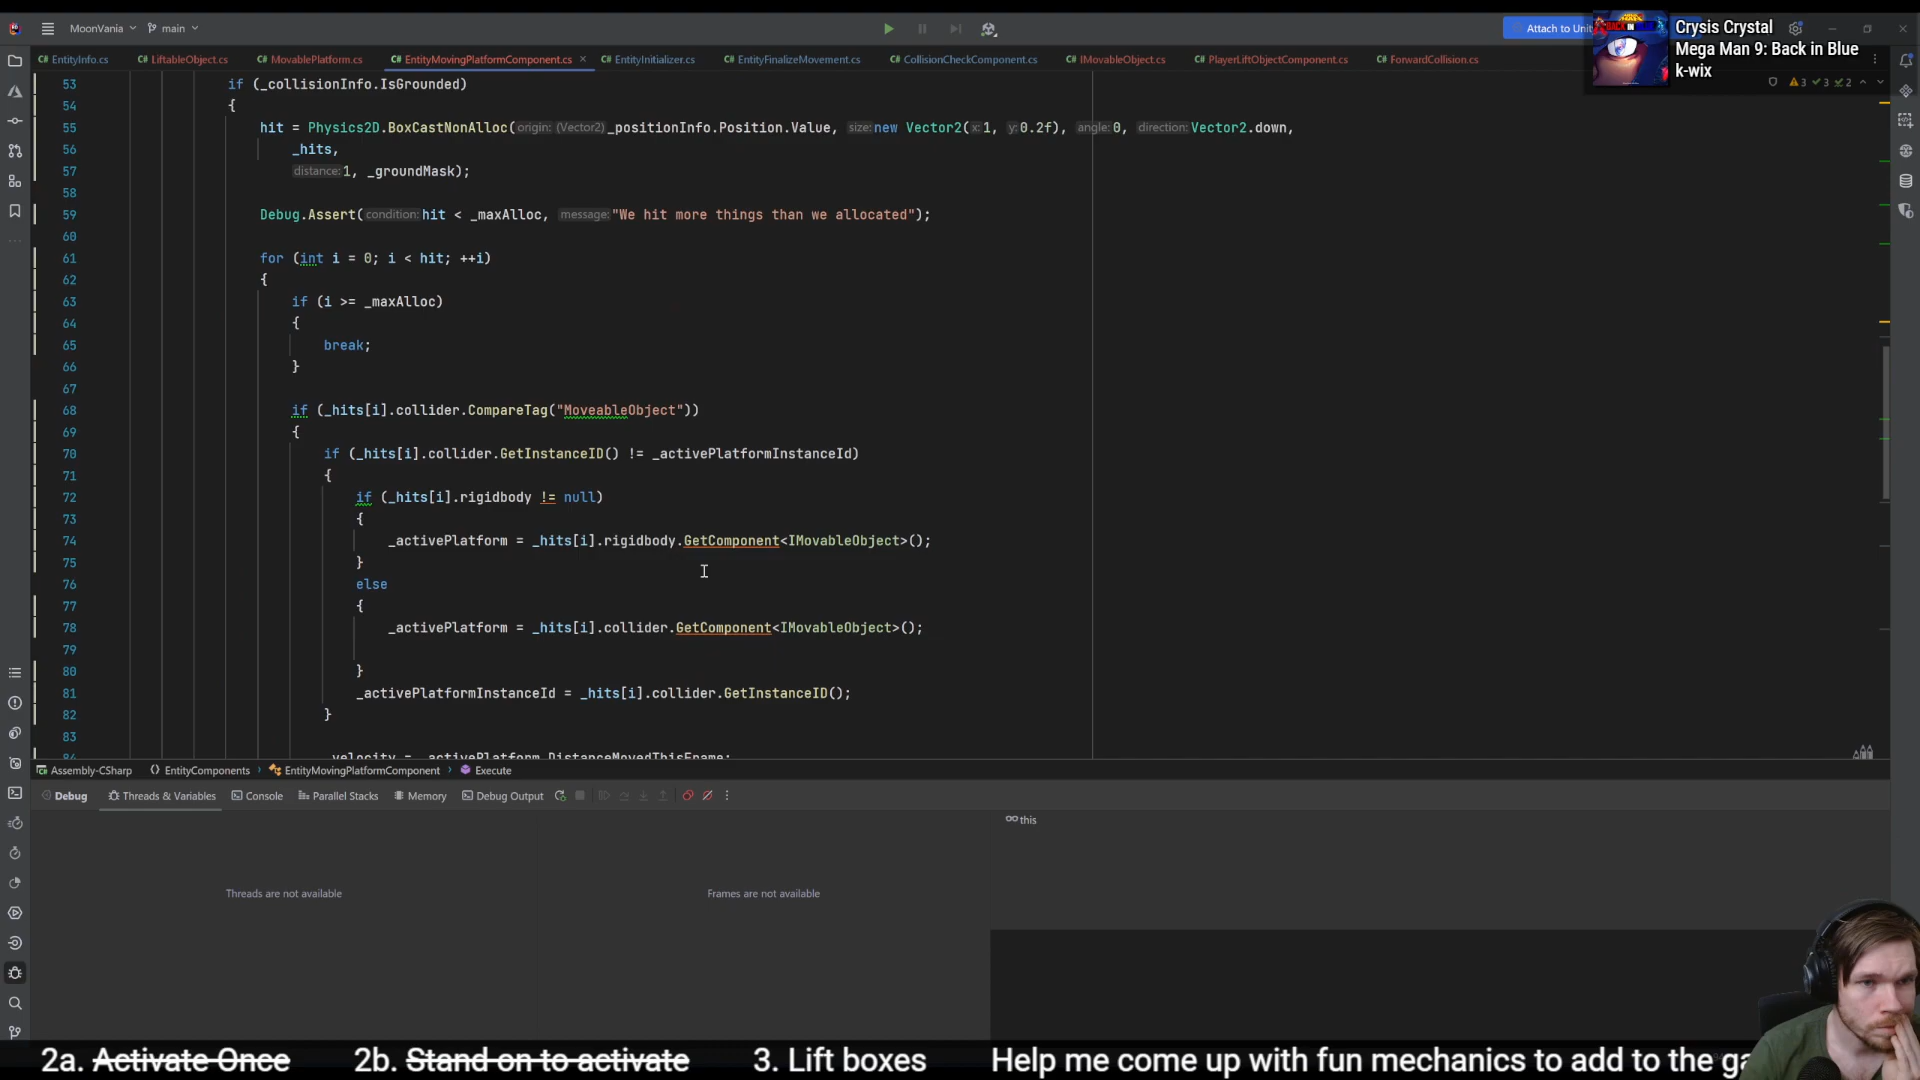 MoonVania main
Attach to Unit
Crysis Crystal
Mega Man 9: Back in Blue
k-wix
EntityInfo.cs LiftableObject.cs MovablePlatform.cs EntityMovingPlatformComponent.cs EntityInitializer.cs EntityFinalizeMovement.cs CollisionCheckComponent.cs IMovableObject.cs PlayerLiftObjectComponent.cs ForwardCollision.cs
3 3 2
53 if (_collisionInfo.IsGrounded)
54 {
55 hit = Physics2D.BoxCastNonAlloc( origin: (Vector2)_positionInfo.Position.Value, size: new Vector2( x: 1, y: 0.2f), angle: 0, direction: Vector2.down,
56 _hits,
57 distance: 1, _groundMask);
58
59 Debug.Assert( condition: hit < _maxAlloc, message: "We hit more things than we allocated");
60
61 for (int i = 0; i < hit; ++i)
62 {
63 if (i >= _maxAlloc)
64 {
65 break;
66 }
67
68 if (_hits[i].collider.CompareTag("MoveableObject"))
69 {
70 if (_hits[i].collider.GetInstanceID() != _activePlatformInstanceId)
71 {
72 if (_hits[i].rigidbody != null)
73 {
74 _activePlatform = _hits[i].rigidbody.GetComponent<IMovableObject>();
75 }
76 else
77 {
78 _activePlatform = _hits[i].collider.GetComponent<IMovableObject>();
79
80 }
81 _activePlatformInstanceId = _hits[i].collider.GetInstanceID();
82 }
83
84 _velocity = _activePlatform.DistanceMovedThisFrame;
Assembly-CSharp EntityComponents EntityMovingPlatformComponent Execute
Debug Threads & Variables Console Parallel Stacks Memory Debug Output
this
Threads are not available Frames are not available
2a. Activate Once 2b. Stand on to activate 3. Lift boxes Help me come up with fun mechanics to add to the ga